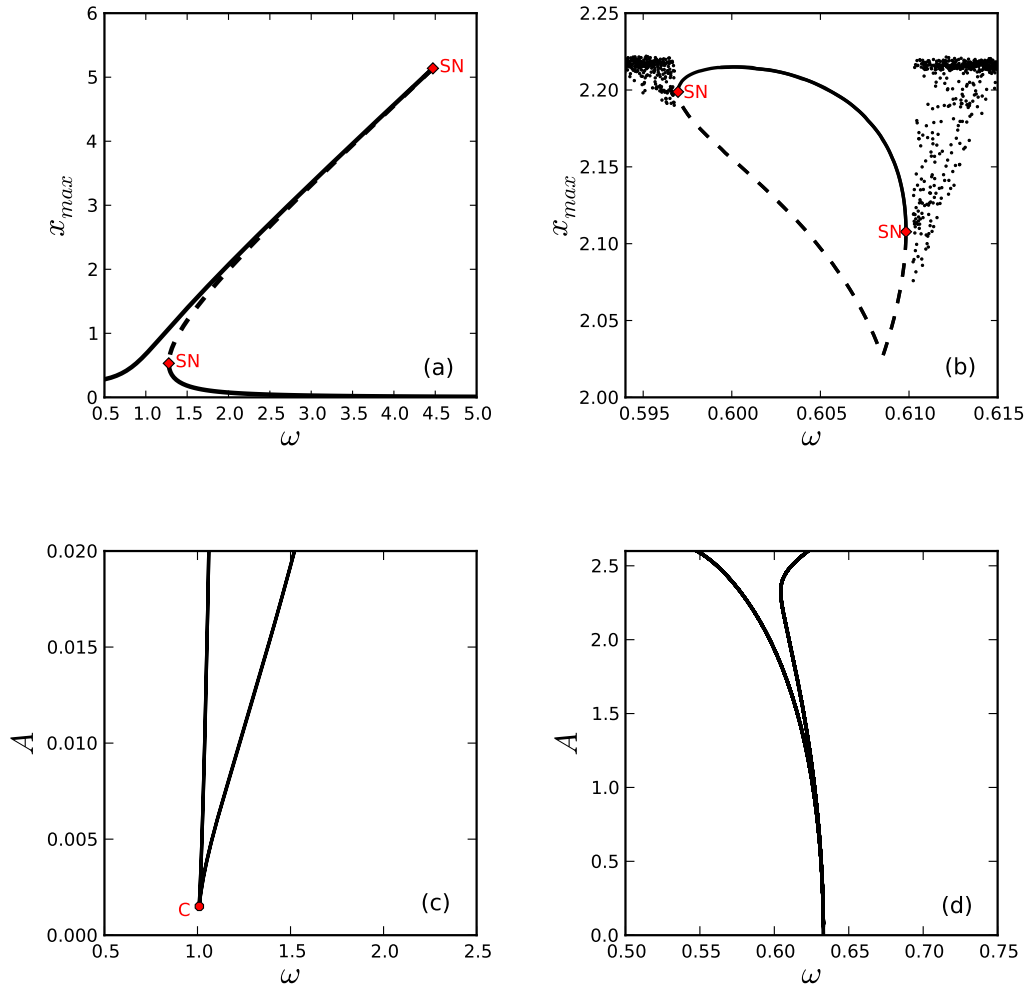 6
5
4
3
2
1
0
x_max
SN
SN
(a)
0.5 1.0 1.5 2.0 2.5 3.0 3.5 4.0 4.5 5.0
ω
2.25
2.20
2.15
2.10
2.05
2.00
x_max
SN
SN
(b)
0.595 0.600 0.605 0.610 0.615
ω
0.020
0.015
0.010
0.005
0.000
A
C
(c)
0.5 1.0 1.5 2.0 2.5
ω
2.5
2.0
1.5
1.0
0.5
0.0
A
(d)
0.50 0.55 0.60 0.65 0.70 0.75
ω